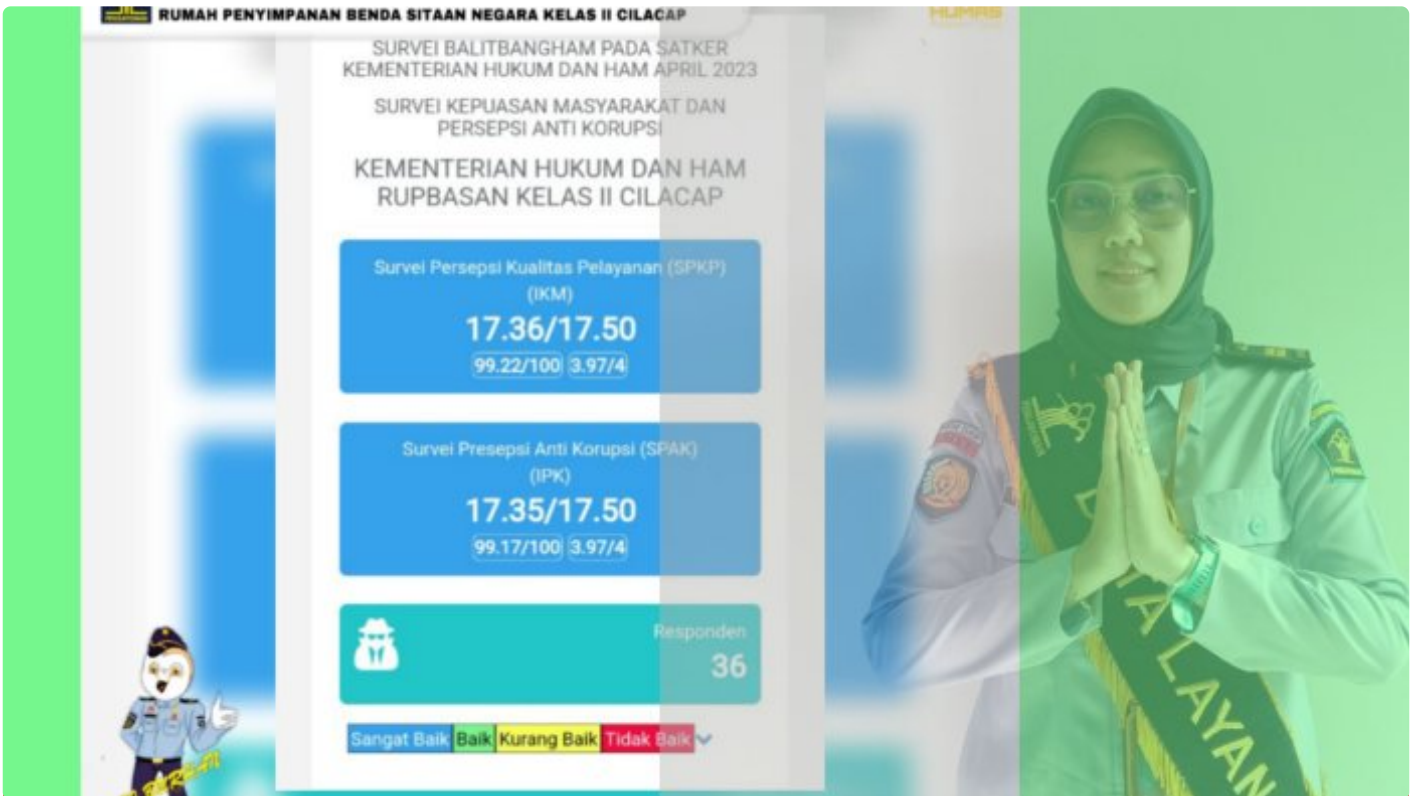 RUMAH PENYIMPANAN BENDA SITAAN NEGARA KELAS II CILACAP
HUMAS
SURVEI BALITBANGHAM PADA SATKER
KEMENTERIAN HUKUM DAN HAM APRIL 2023
SURVEI KEPUASAN MASYARAKAT DAN
PERSEPSI ANTI KORUPSI
KEMENTERIAN HUKUM DAN HAM
RUPBASAN KELAS II CILACAP
Survei Persepsi Kualitas Pelayanan (SPKP)
(IKM)
17.36/17.50
99.22/100 3.97/4
Survei Presepsi Anti Korupsi (SPAK)
(IPK)
17.35/17.50
99.17/100 3.97/4
Responden
36
Sangat Baik Baik Kurang Baik Tidak Baik
LAYAN